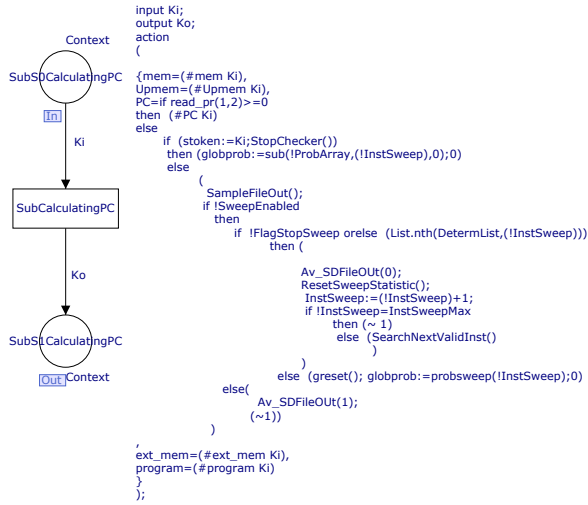 Context
SubS0CalculatingPC
In
Ki
SubCalculatingPC
Ko
SubS1CalculatingPC
Out
Context
input Ki;
output Ko;
action
(
{mem=(#mem Ki),
Upmem=(#Upmem Ki),
PC=if read_pr(1,2)>=0
then (#PC Ki)
else
if (stoken:=Ki;StopChecker())
then (globprob:=sub(!ProbArray,(!InstSweep),0);0)
else
(
SampleFileOut();
if !SweepEnabled
then
if !FlagStopSweep orelse (List.nth(DetermList,(!InstSweep)))
then (
Av_SDFileOUt(0);
ResetSweepStatistic();
InstSweep:=(!InstSweep)+1;
if !InstSweep=InstSweepMax
then (~ 1)
else (SearchNextValidInst()
)
)
else (greset(); globprob:=probsweep(!InstSweep);0)
else(
Av_SDFileOUt(1);
(~1))
)
,
ext_mem=(#ext_mem Ki),
program=(#program Ki)
}
);